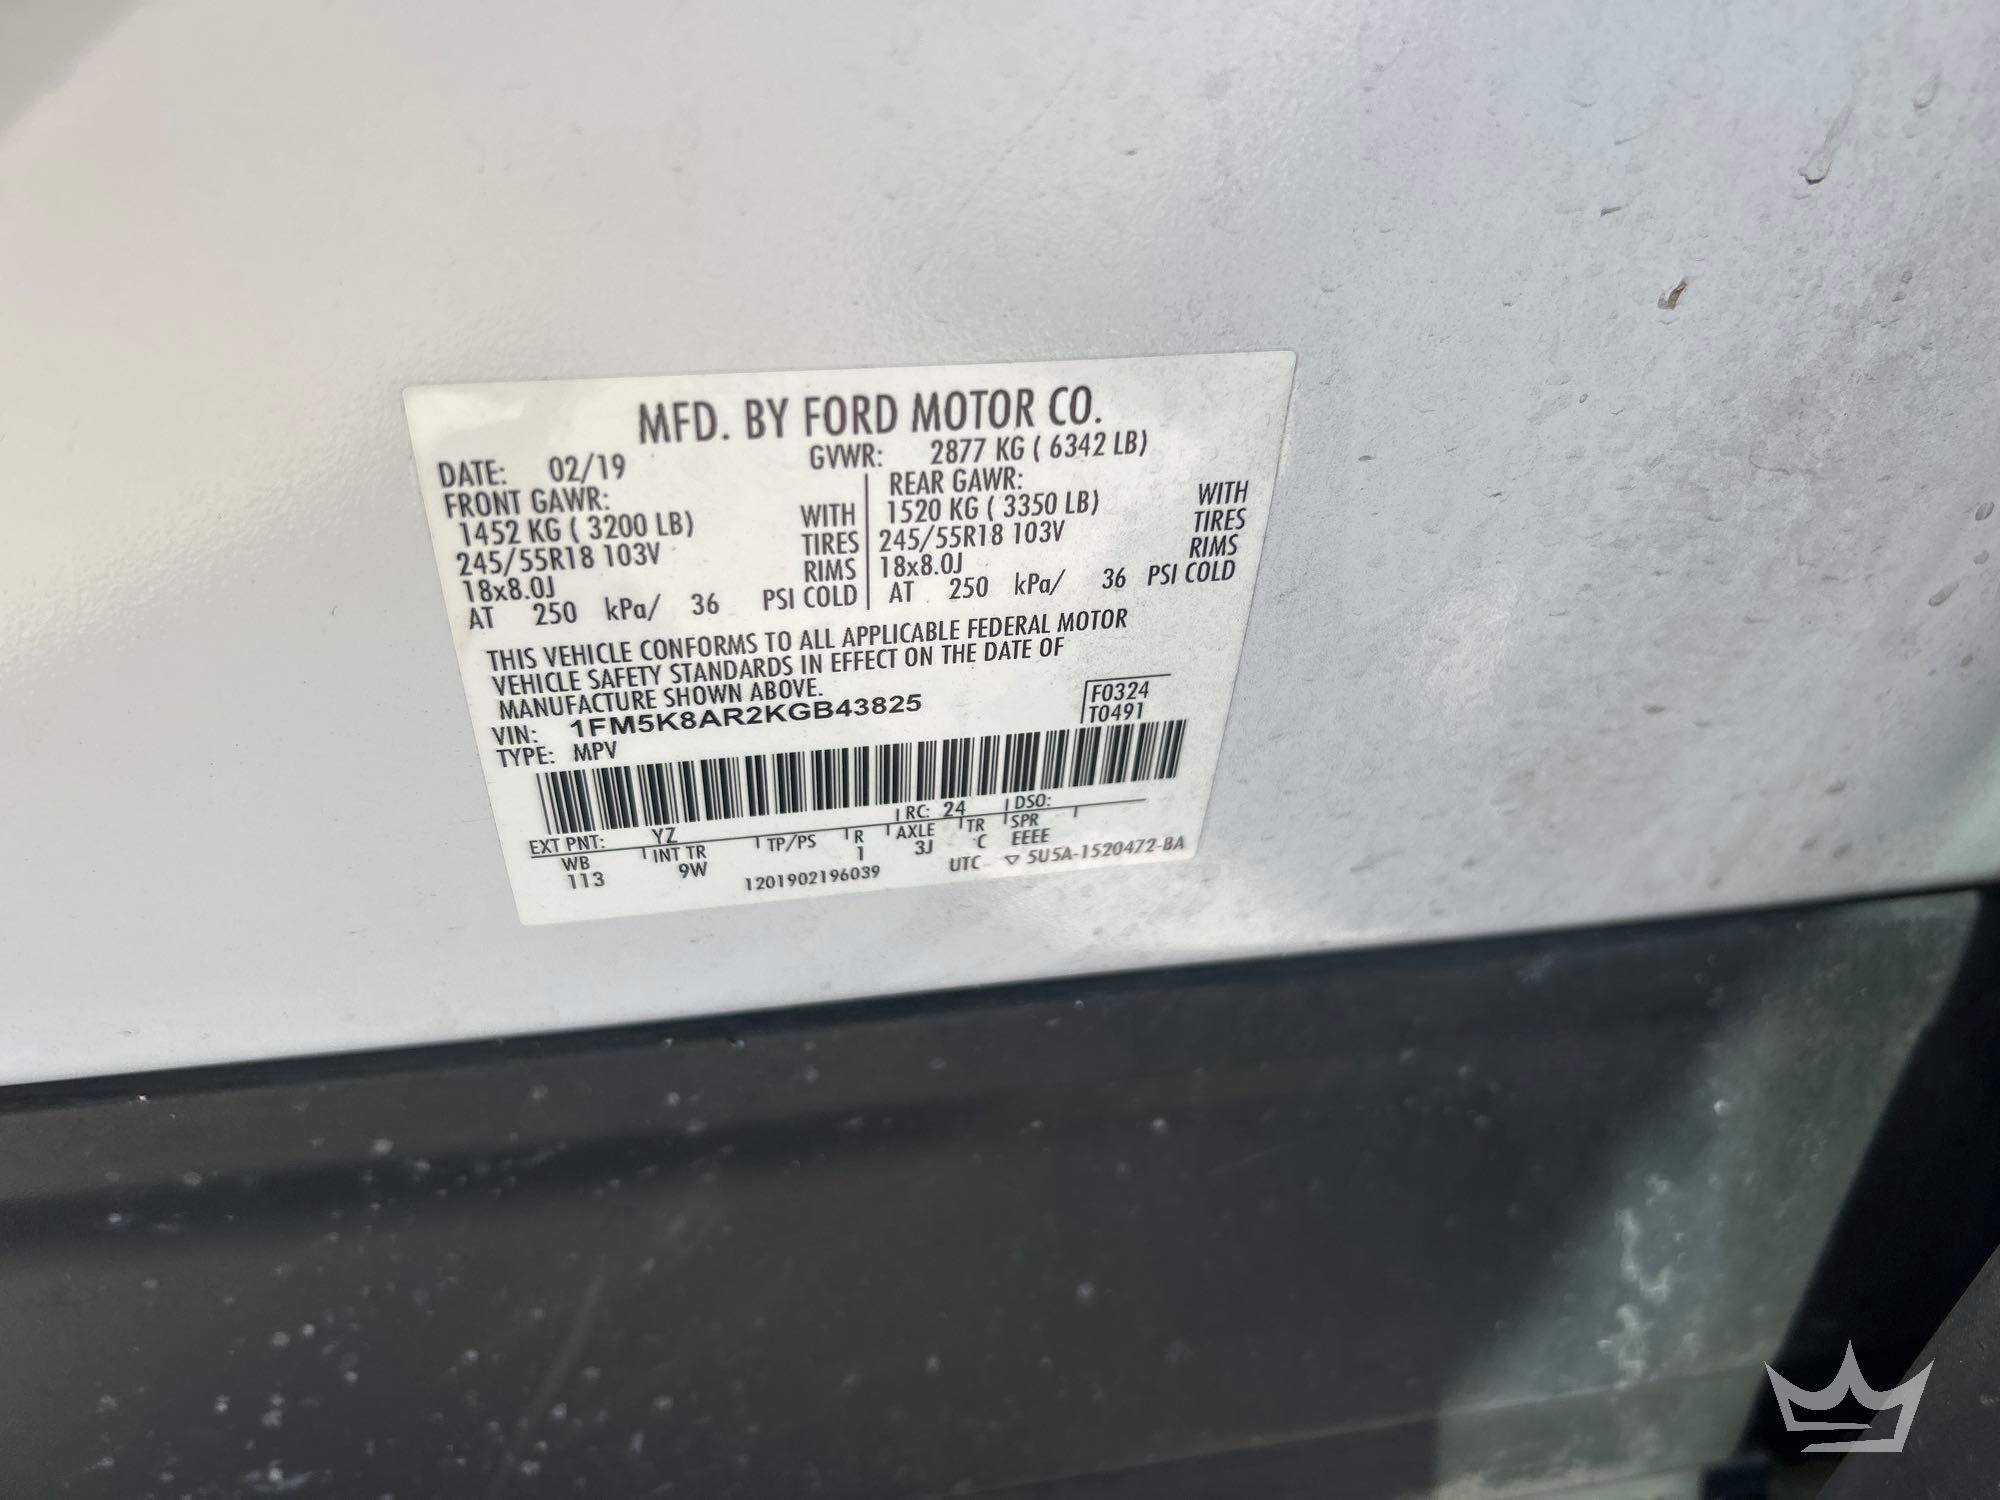 MFD. BY FORD MOTOR CO.
DATE: 02/19 GVWR: 2877 KG ( 6342 LB)
FRONT GAWR: REAR GAWR:
1452 KG ( 3200 LB) WITH 1520 KG ( 3350 LB) WITH
245/55R18 103V TIRES 245/55R18 103V TIRES
18x8.0J RIMS 18x8.0J RIMS
AT 250 kPa/ 36 PSI COLD AT 250 kPa/ 36 PSI COLD
THIS VEHICLE CONFORMS TO ALL APPLICABLE FEDERAL MOTOR
VEHICLE SAFETY STANDARDS IN EFFECT ON THE DATE OF
MANUFACTURE SHOWN ABOVE.
VIN: 1FM5K8AR2KGB43825 F0324
TYPE: MPV T0491
EXT PNT: YZ RC: 24 DSO:
WB INT TR TP/PS R AXLE TR SPR
113 9W 1 3J C EEEE
1201902196039 UTC ▽ 5U5A-1520472-BA